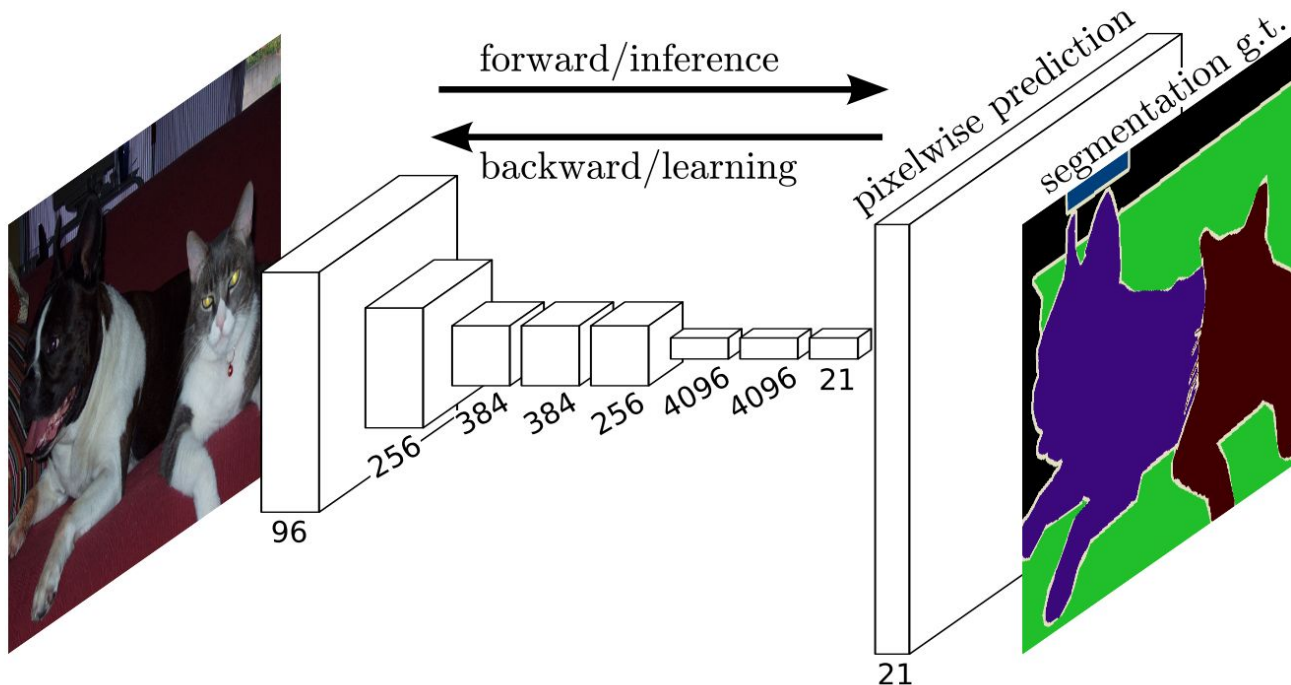 forward/inference
backward/learning
pixelwise prediction
segmentation g.t.
96
256
384
384
256
4096
4096
21
21